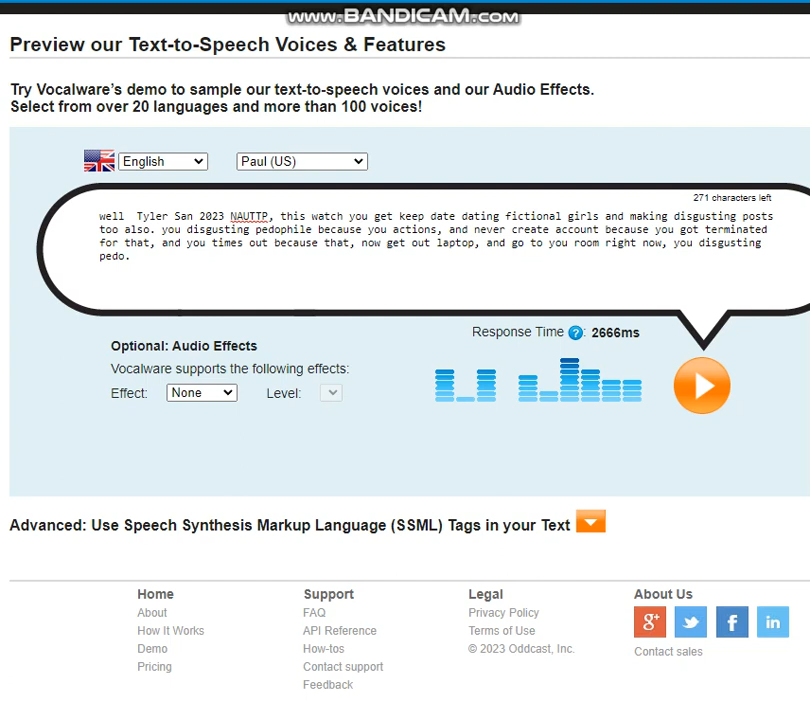 www.BANDICAM.com
Preview our Text-to-Speech Voices & Features
Try Vocalware's demo to sample our text-to-speech voices and our Audio Effects.
Select from over 20 languages and more than 100 voices!
English Paul (US)
271 characters left
well  Tyler San 2023 NAUTTP, this watch you get keep date dating fictional girls and making disgusting posts
too also. you disgusting pedophile because you actions, and never create account because you got terminated
for that, and you times out because that, now get out laptop, and go to you room right now, you disgusting
pedo.
Response Time ?: 2666ms
Optional: Audio Effects
Vocalware supports the following effects:
Effect: None Level:
Advanced: Use Speech Synthesis Markup Language (SSML) Tags in your Text
Home Support Legal About Us
About FAQ Privacy Policy
How It Works API Reference Terms of Use
Demo How-tos © 2023 Oddcast, Inc.
g+ f in
Contact sales
Pricing Contact support
Feedback